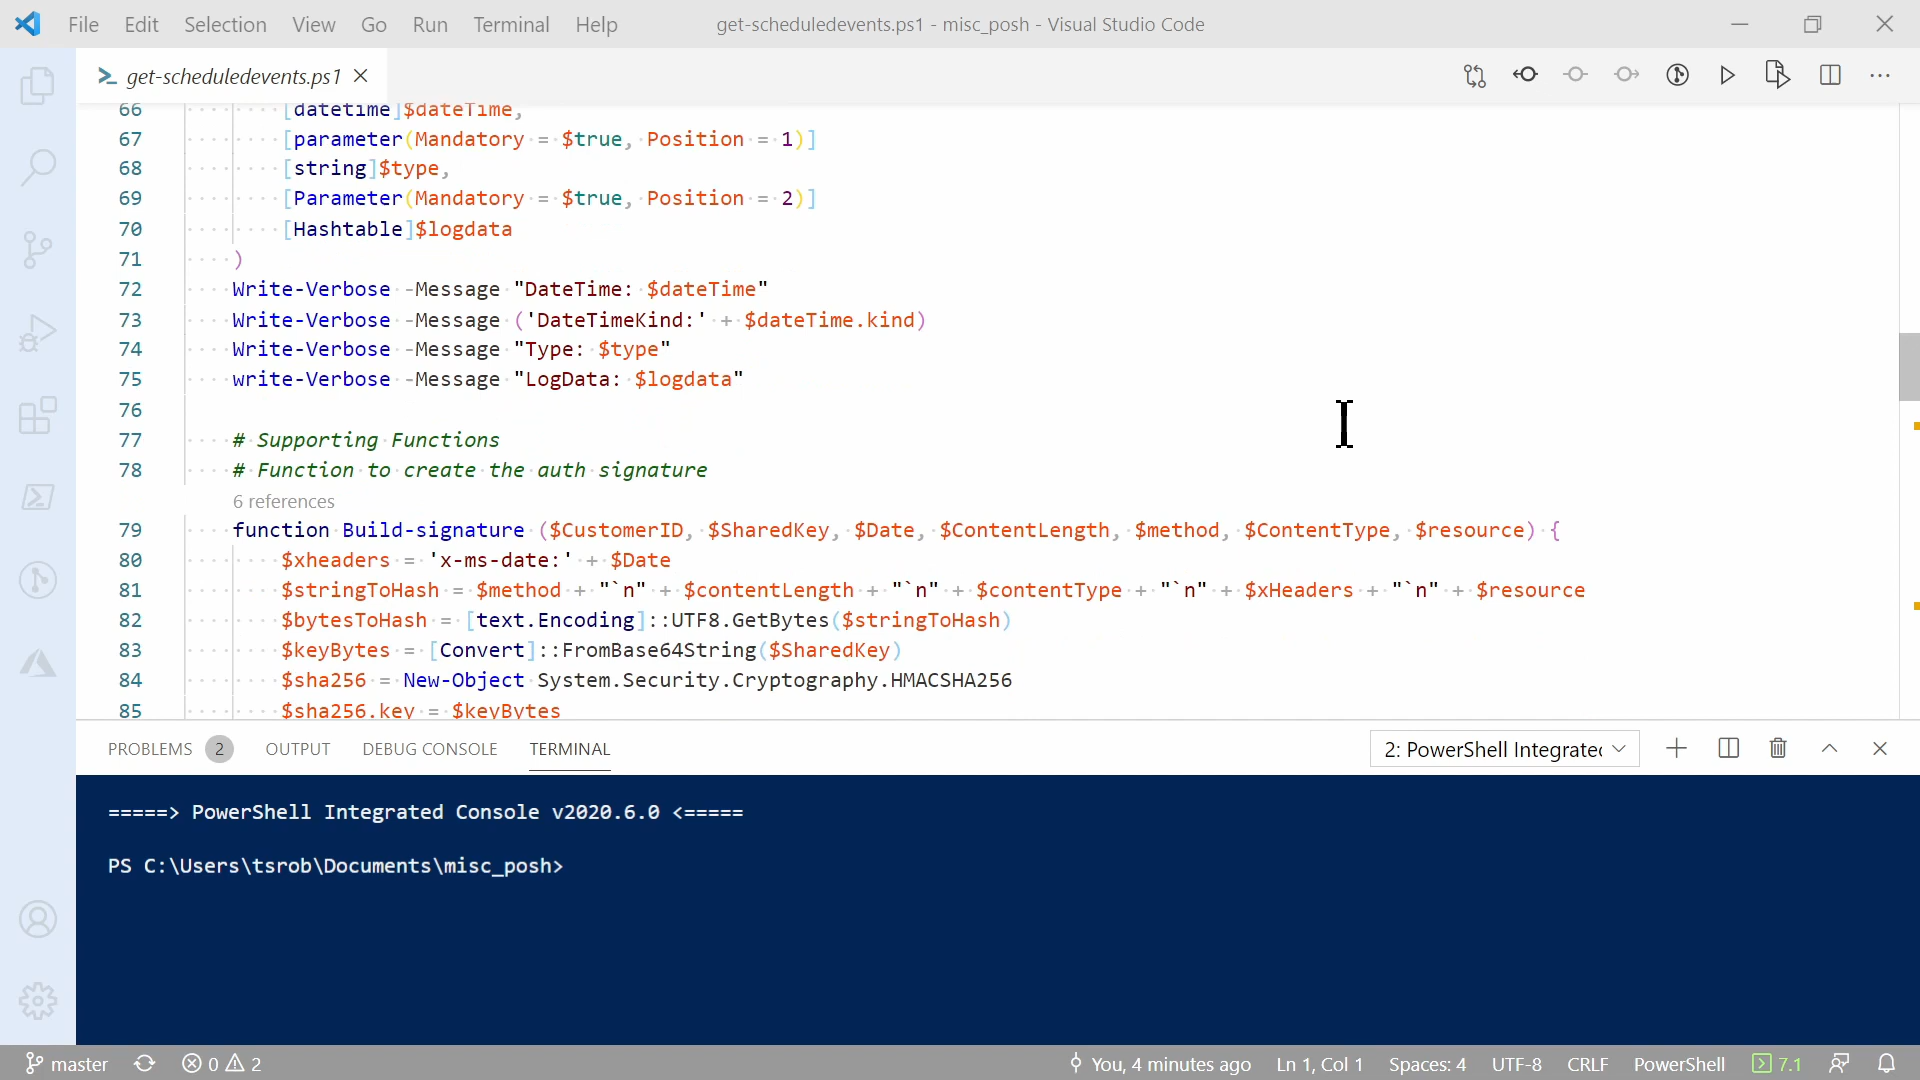 File Edit Selection View Go Run Terminal Help get-scheduledevents.ps1 - misc_posh - Visual Studio Code
get-scheduledevents.ps1
66 [datetime]$dateTime,
67 [parameter(Mandatory = $true, Position = 1)]
68 [string]$type,
69 [Parameter(Mandatory = $true, Position = 2)]
70 [Hashtable]$logdata
71 )
72 Write-Verbose -Message "DateTime: $dateTime"
73 Write-Verbose -Message ('DateTimeKind:' + $dateTime.kind)
74 Write-Verbose -Message "Type: $type"
75 write-Verbose -Message "LogData: $logdata"
76
77 # Supporting Functions
78 # Function to create the auth signature
6 references
79 function Build-signature ($CustomerID, $SharedKey, $Date, $ContentLength, $method, $ContentType, $resource) {
80 $xheaders = 'x-ms-date:' + $Date
81 $stringToHash = $method + "`n" + $contentLength + "`n" + $contentType + "`n" + $xHeaders + "`n" + $resource
82 $bytesToHash = [text.Encoding]::UTF8.GetBytes($stringToHash)
83 $keyBytes = [Convert]::FromBase64String($SharedKey)
84 $sha256 = New-Object System.Security.Cryptography.HMACSHA256
85 $sha256.key = $keyBytes
PROBLEMS 2 OUTPUT DEBUG CONSOLE TERMINAL 2: PowerShell Integrated
=====> PowerShell Integrated Console v2020.6.0 <=====
PS C:\Users\tsrob\Documents\misc_posh>
master 0 2 You, 4 minutes ago Ln 1, Col 1 Spaces: 4 UTF-8 CRLF PowerShell 7.1